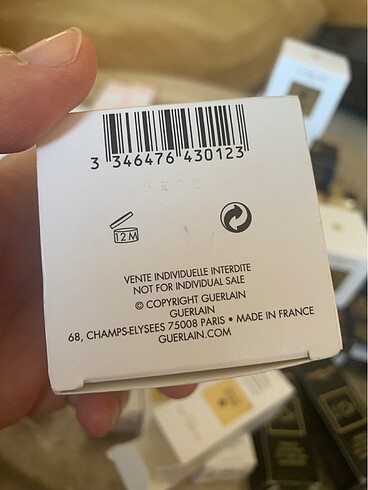 3 346476 430123
12M
VENTE INDIVIDUELLE INTERDITE
NOT FOR INDIVIDUAL SALE
© COPYRIGHT GUERLAIN
GUERLAIN
68, CHAMPS-ELYSEES 75008 PARIS • MADE IN FRANCE
GUERLAIN.COM